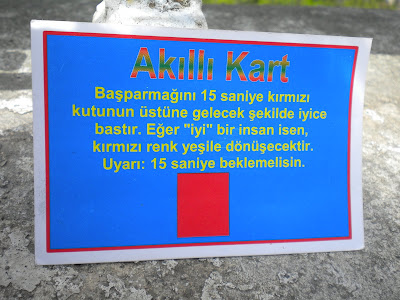 Akıllı Kart
Başparmağını 15 saniye kırmızı
kutunun üstüne gelecek şekilde iyice
bastır. Eğer "iyi" bir insan isen,
kırmızı renk yeşile dönüşecektir.
Uyarı: 15 saniye beklemelisin.